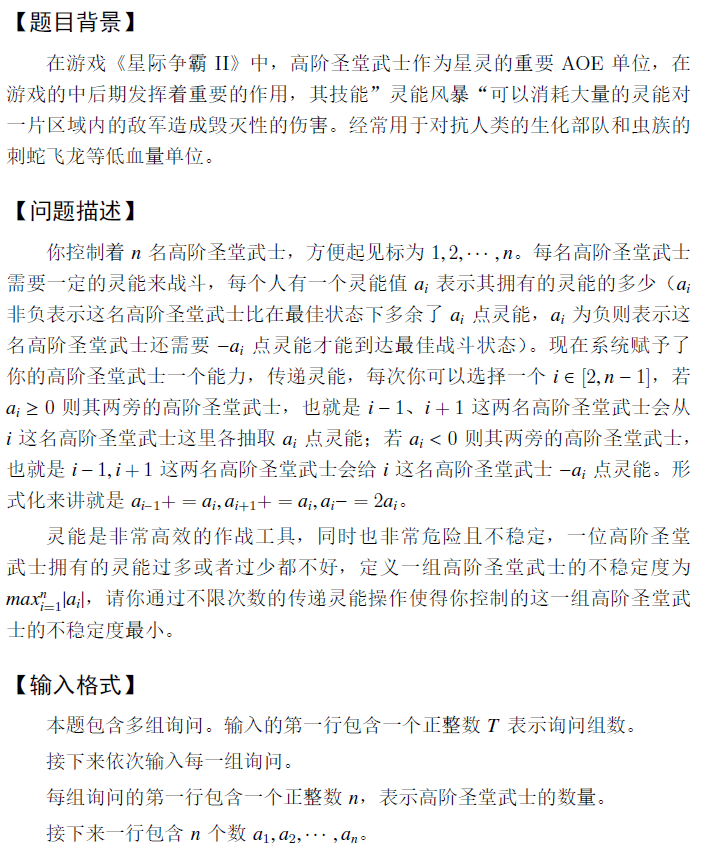 【题目背景】
在游戏《星际争霸 II》中，高阶圣堂武士作为星灵的重要 AOE 单位，在
游戏的中后期发挥着重要的作用，其技能”灵能风暴“可以消耗大量的灵能对
一片区域内的敌军造成毁灭性的伤害。经常用于对抗人类的生化部队和虫族的
刺蛇飞龙等低血量单位。
【问题描述】
你控制着 n 名高阶圣堂武士，方便起见标为 1,2,⋯,n。每名高阶圣堂武士
需要一定的灵能来战斗，每个人有一个灵能值 aᵢ 表示其拥有的灵能的多少（aᵢ
非负表示这名高阶圣堂武士比在最佳状态下多余了 aᵢ 点灵能，aᵢ 为负则表示这
名高阶圣堂武士还需要 −aᵢ 点灵能才能到达最佳战斗状态）。现在系统赋予了
你的高阶圣堂武士一个能力，传递灵能，每次你可以选择一个 i ∈ [2,n − 1]，若
aᵢ ≥ 0 则其两旁的高阶圣堂武士，也就是 i − 1、i + 1 这两名高阶圣堂武士会从
i 这名高阶圣堂武士这里各抽取 aᵢ 点灵能；若 aᵢ < 0 则其两旁的高阶圣堂武士，
也就是 i − 1,i + 1 这两名高阶圣堂武士会给 i 这名高阶圣堂武士 −aᵢ 点灵能。形
式化来讲就是 aᵢ₋₁+ = aᵢ,aᵢ₊₁+ = aᵢ,aᵢ− = 2aᵢ。
灵能是非常高效的作战工具，同时也非常危险且不稳定，一位高阶圣堂
武士拥有的灵能过多或者过少都不好，定义一组高阶圣堂武士的不稳定度为
maxⁿᵢ₌₁|aᵢ|，请你通过不限次数的传递灵能操作使得你控制的这一组高阶圣堂武
士的不稳定度最小。
【输入格式】
本题包含多组询问。输入的第一行包含一个正整数 T 表示询问组数。
接下来依次输入每一组询问。
每组询问的第一行包含一个正整数 n，表示高阶圣堂武士的数量。
接下来一行包含 n 个数 a₁,a₂,⋯,aₙ。